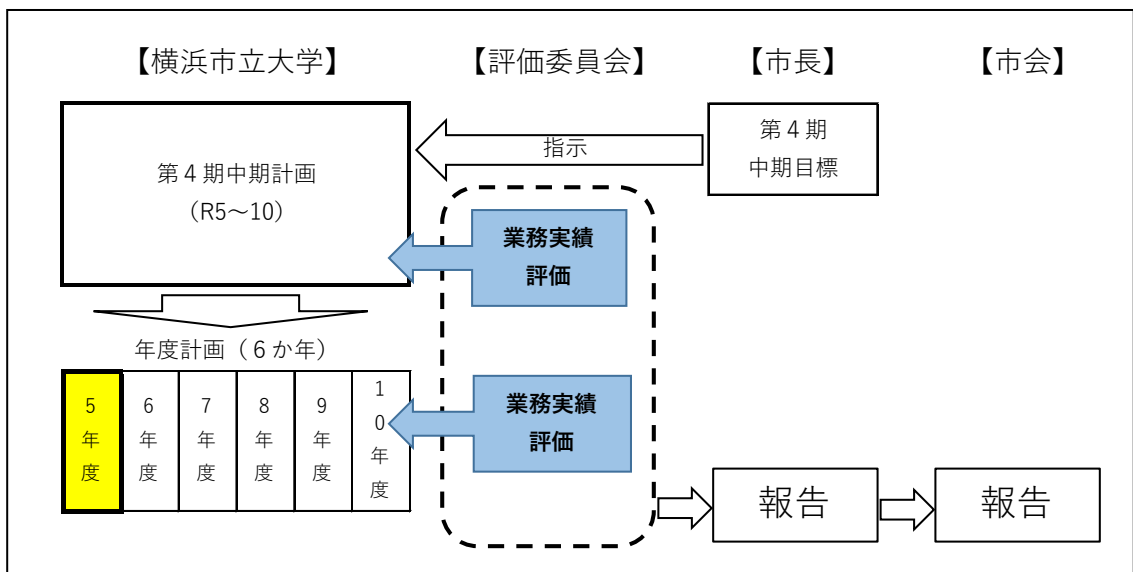 【横浜市立大学】
【評価委員会】
【市長】
【市会】
第４期中期計画
（R5～10）
指示
第４期
中期目標
業務実績
評価
年度計画（６か年）
５年度
６年度
７年度
８年度
９年度
１０年度
業務実績
評価
報告
報告